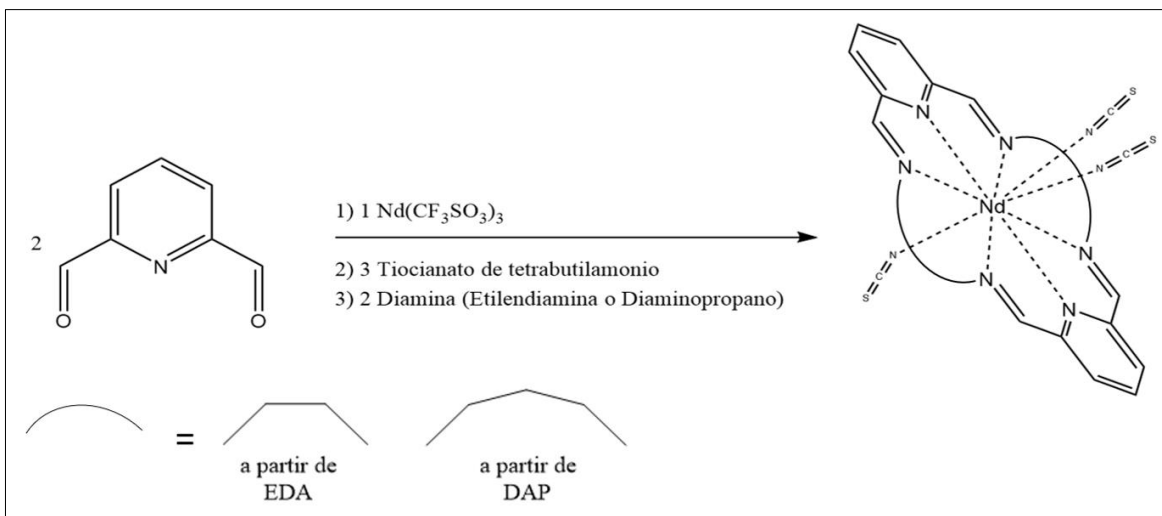 2
N
O
O
1) 1 Nd(CF₃SO₃)₃
2) 3 Tiocianato de tetrabutilamonio
3) 2 Diamina (Etilendiamina o Diaminopropano)
N
N
N
N C S
N C S
Nd
N C S
N
N
N
=
a partir de
EDA
a partir de
DAP